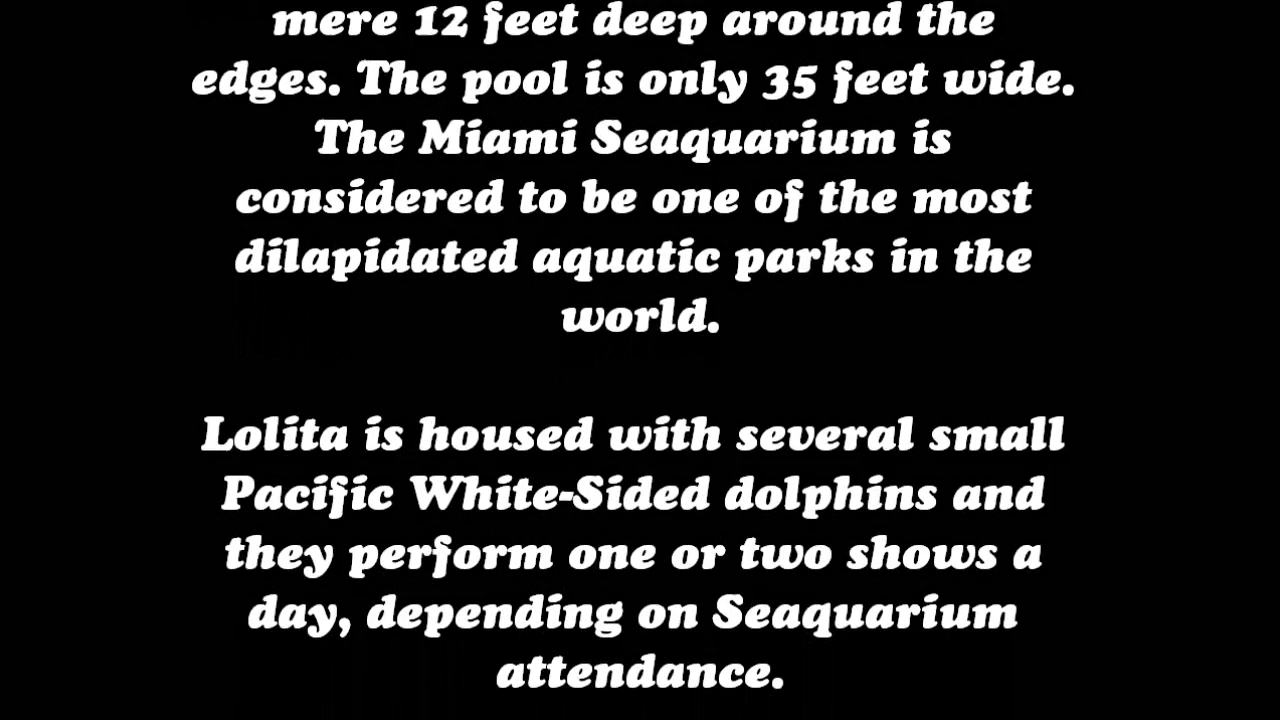 mere 12 feet deep around the
edges. The pool is only 35 feet wide.
The Miami Seaquarium is
considered to be one of the most
dilapidated aquatic parks in the
world.
Lolita is housed with several small
Pacific White-Sided dolphins and
they perform one or two shows a
day, depending on Seaquarium
attendance.